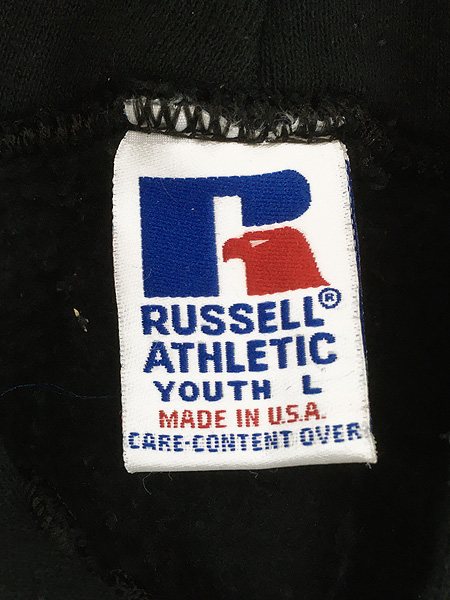 RUSSELL®
ATHLETIC
YOUTH L
MADE IN U.S.A.
CARE-CONTENT OVER